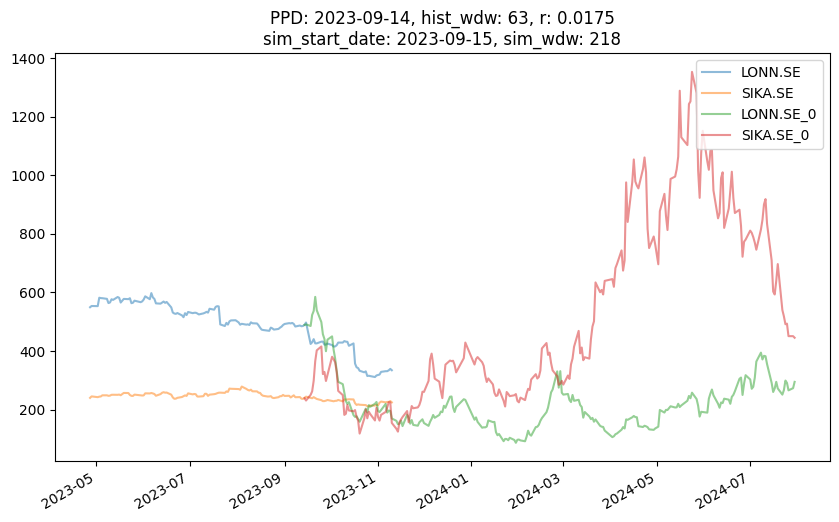 PPD: 2023-09-14, hist_wdw: 63, r: 0.0175
sim_start_date: 2023-09-15, sim_wdw: 218
1400
1200
1000
800
600
400
200
LONN.SE
SIKA.SE
LONN.SE_0
SIKA.SE_0
2023-05
2023-07
2023-09
2023-11
2024-01
2024-03
2024-05
2024-07